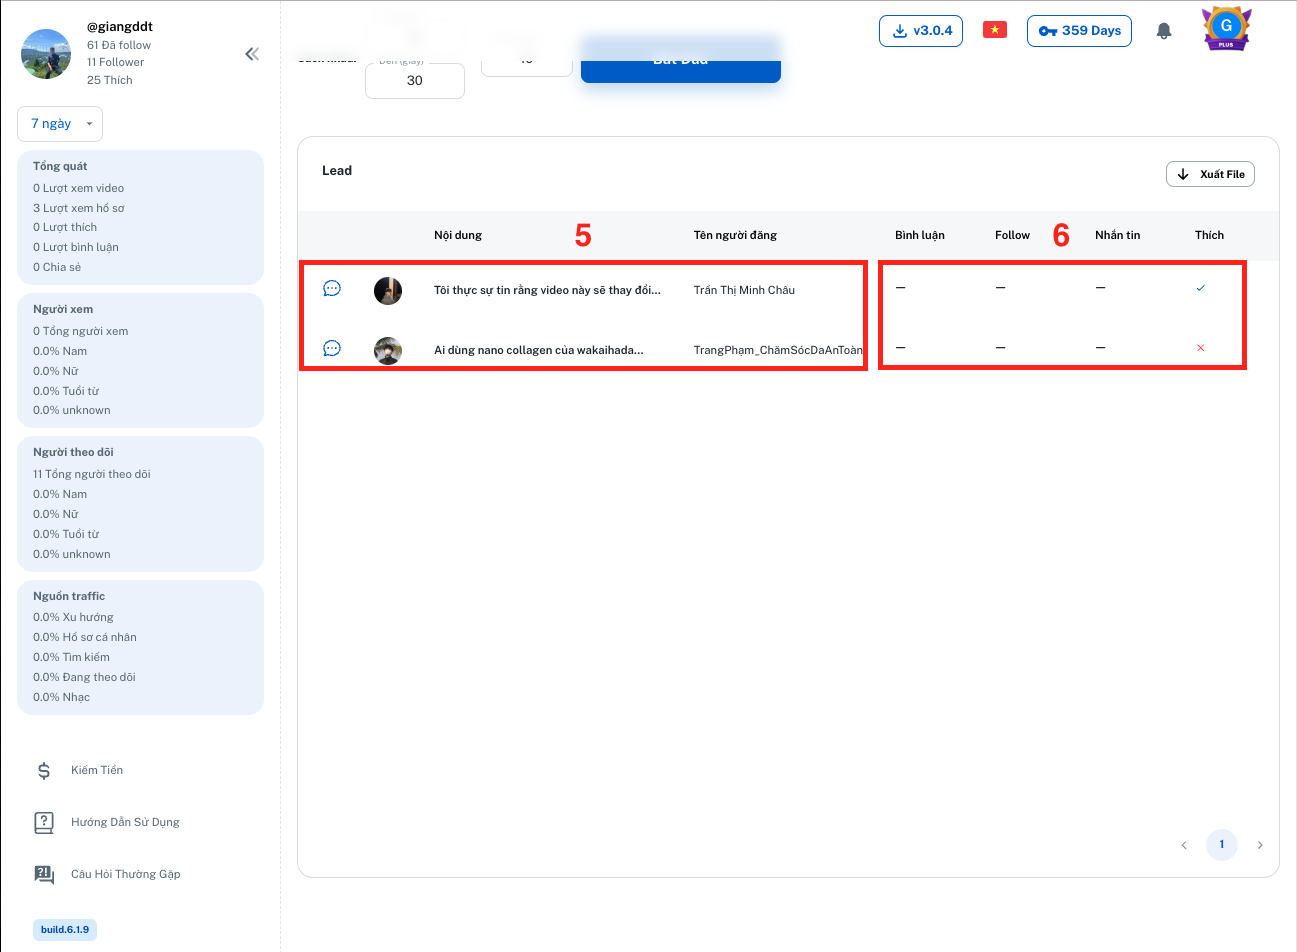 @giangddt
61 Đã follow
11 Follower
25 Thích
v3.0.4
359 Days
G
PLUS
30
7 ngày
Tổng quát
0 Lượt xem video
3 Lượt xem hồ sơ
0 Lượt thích
0 Lượt bình luận
0 Chia sẻ
Người xem
0 Tổng người xem
0.0% Nam
0.0% Nữ
0.0% Tuổi từ
0.0% unknown
Người theo dõi
11 Tổng người theo dõi
0.0% Nam
0.0% Nữ
0.0% Tuổi từ
0.0% unknown
Nguồn traffic
0.0% Xu hướng
0.0% Hồ sơ cá nhân
0.0% Tìm kiếm
0.0% Đang theo dõi
0.0% Nhạc
Kiếm Tiền
Hướng Dẫn Sử Dụng
Câu Hỏi Thường Gặp
build.6.1.9
Lead
Xuất File
Nội dung 5 Tên người đăng Bình luận Follow 6 Nhắn tin Thích
Tôi thực sự tin rằng video này sẽ thay đổi... Trần Thị Minh Châu — — —
Ai dùng nano collagen của wakaihada... TrangPhạm_ChămSócDaAnToàn — — —
1